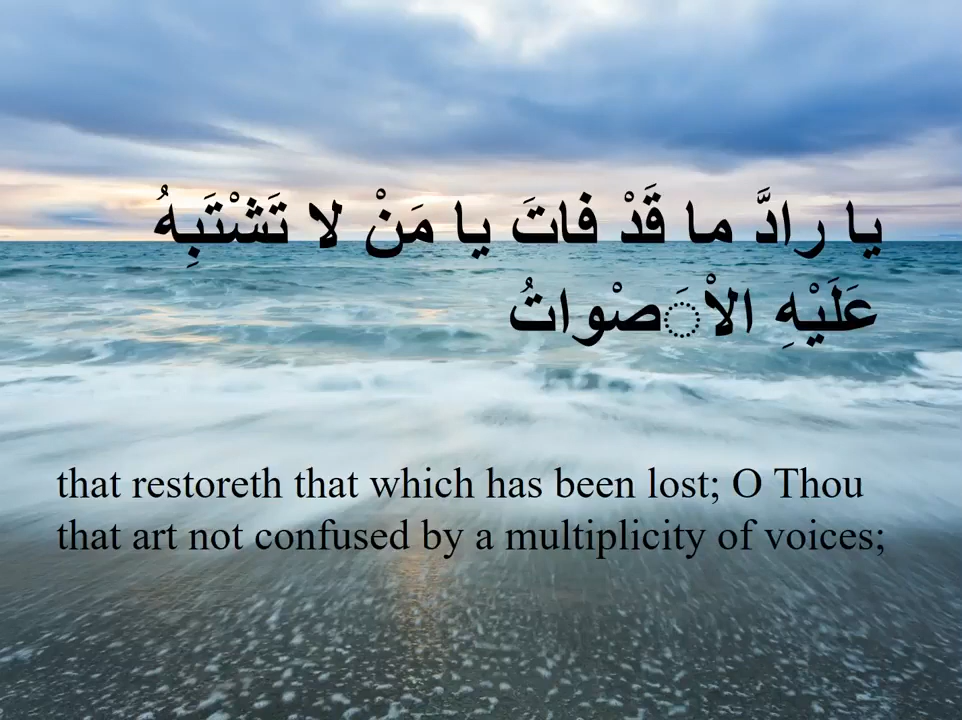 يا رادَّ ما قَدْ فاتَ يا مَنْ لا تَشْتَبِهُ
عَلَيْهِ الاْ◌َصْواتُ
that restoreth that which has been lost; O Thou
that art not confused by a multiplicity of voices;